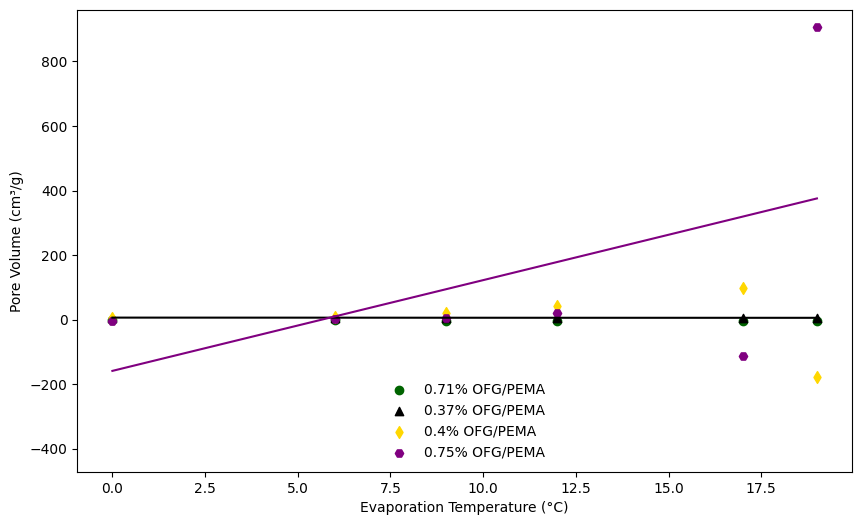 800
600
400
200
0
−200
−400
Pore Volume (cm³/g)
0.71% OFG/PEMA
0.37% OFG/PEMA
0.4% OFG/PEMA
0.75% OFG/PEMA
0.0 2.5 5.0 7.5 10.0 12.5 15.0 17.5
Evaporation Temperature (°C)